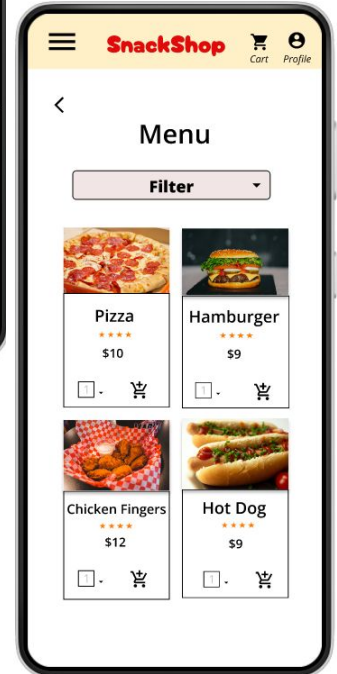 SnackShop
Cart Profile
Menu
Filter
Pizza
$10
1
Hamburger
$9
1
Chicken Fingers
$12
1
Hot Dog
$9
1